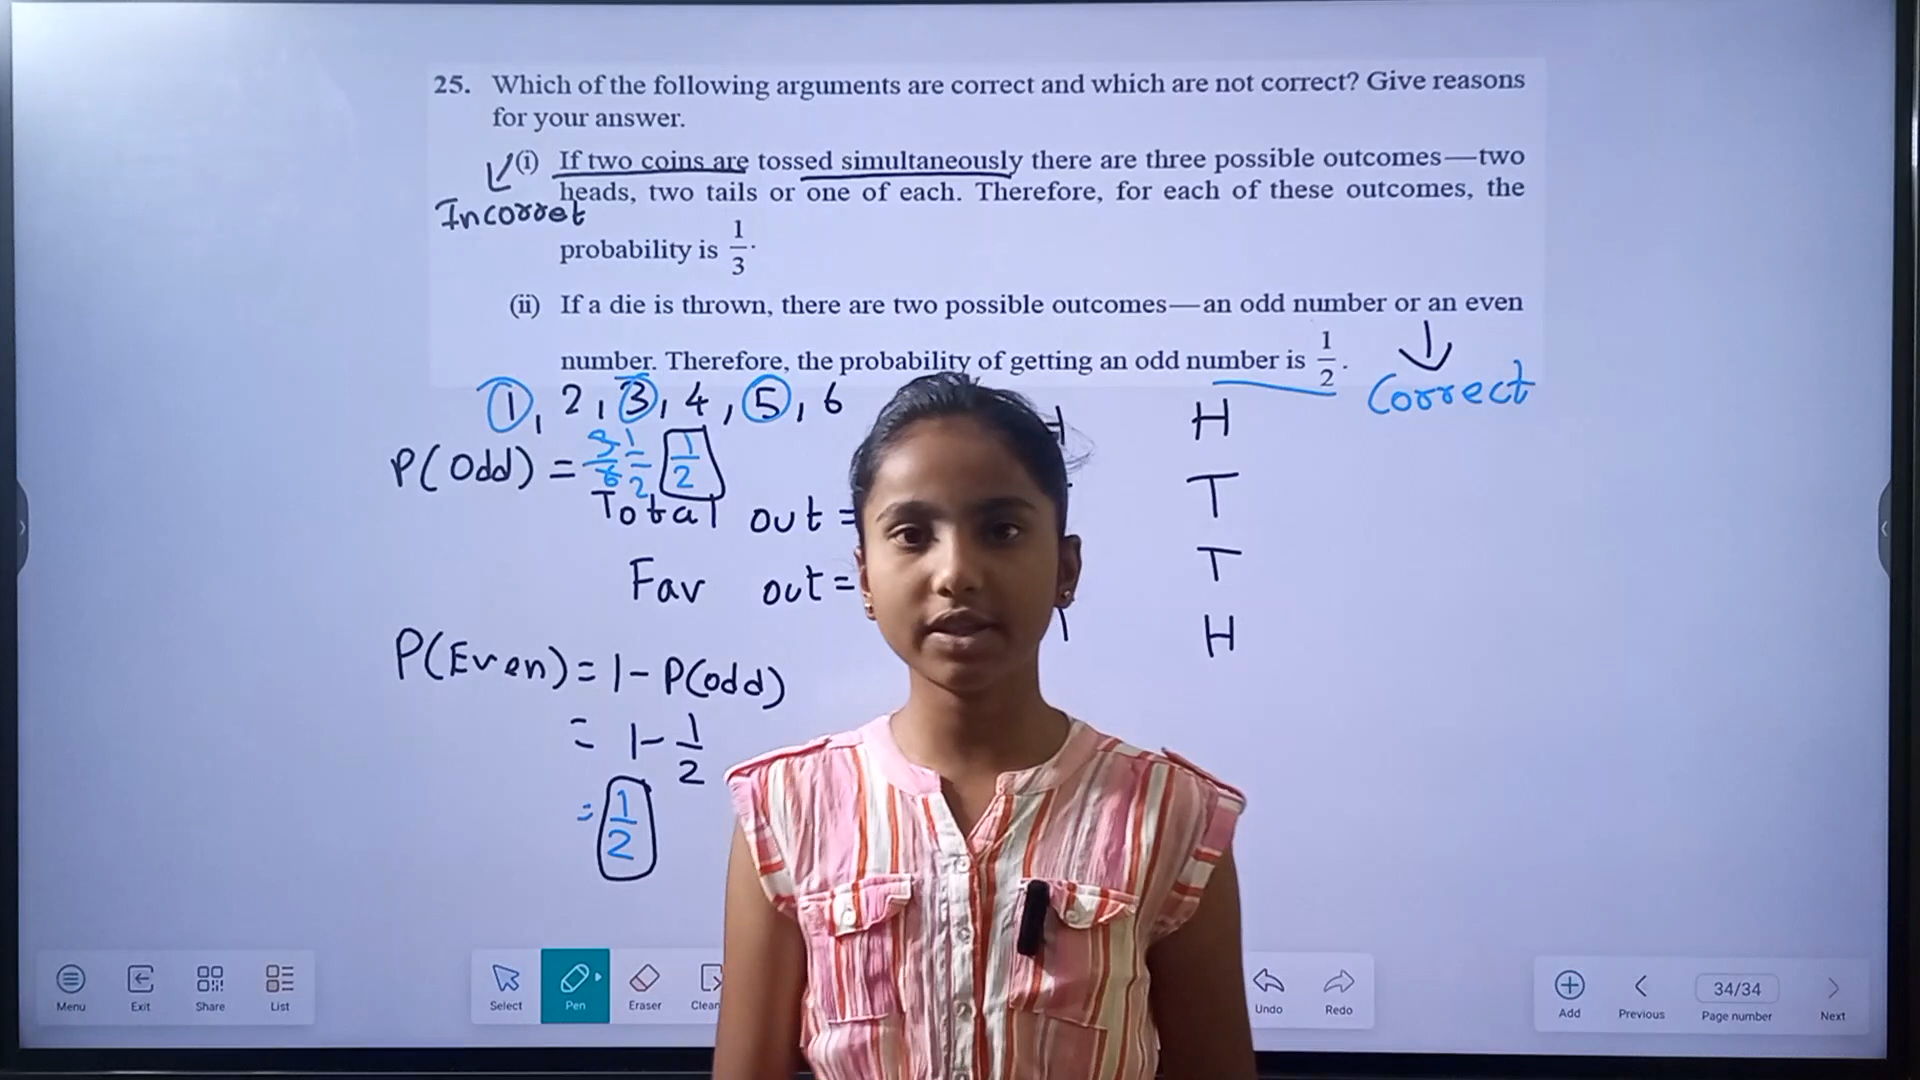 25. Which of the following arguments are correct and which are not correct? Give reasons
for your answer.
(i) If two coins are tossed simultaneously there are three possible outcomes—two
heads, two tails or one of each. Therefore, for each of these outcomes, the
Incorret
probability is 1/3.
(ii) If a die is thrown, there are two possible outcomes—an odd number or an even
number. Therefore, the probability of getting an odd number is 1/2.
Correct
1, 2, 3, 4, 5, 6
H
P(Odd) = 3/6 = 1/2 1/2
T
Total out =
T
Fav out =
H
P(Even) = 1 - P(odd)
= 1 - 1/2
= 1/2
Menu Exit Share List Select Pen Eraser Clean Undo Redo Add Previous 34/34 Page number Next